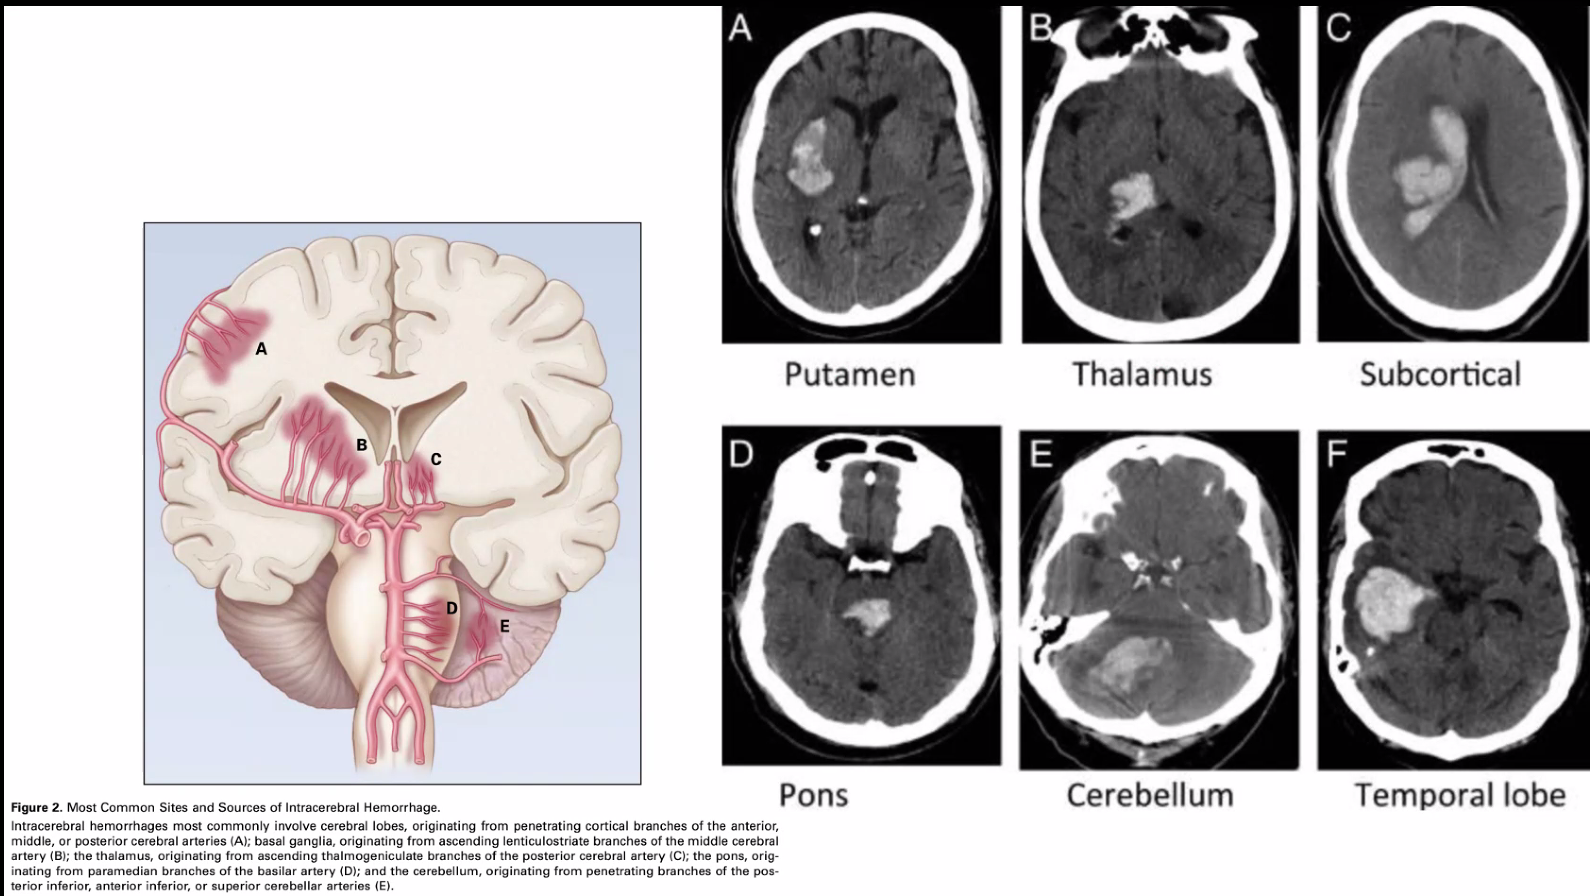 A
B
C
D
E
Figure 2. Most Common Sites and Sources of Intracerebral Hemorrhage.
Intracerebral hemorrhages most commonly involve cerebral lobes, originating from penetrating cortical branches of the anterior,
middle, or posterior cerebral arteries (A); basal ganglia, originating from ascending lenticulostriate branches of the middle cerebral
artery (B); the thalamus, originating from ascending thalmogeniculate branches of the posterior cerebral artery (C); the pons, orig-
inating from paramedian branches of the basilar artery (D); and the cerebellum, originating from penetrating branches of the pos-
terior inferior, anterior inferior, or superior cerebellar arteries (E).
A
B
C
Putamen
Thalamus
Subcortical
D
E
F
Pons
Cerebellum
Temporal lobe